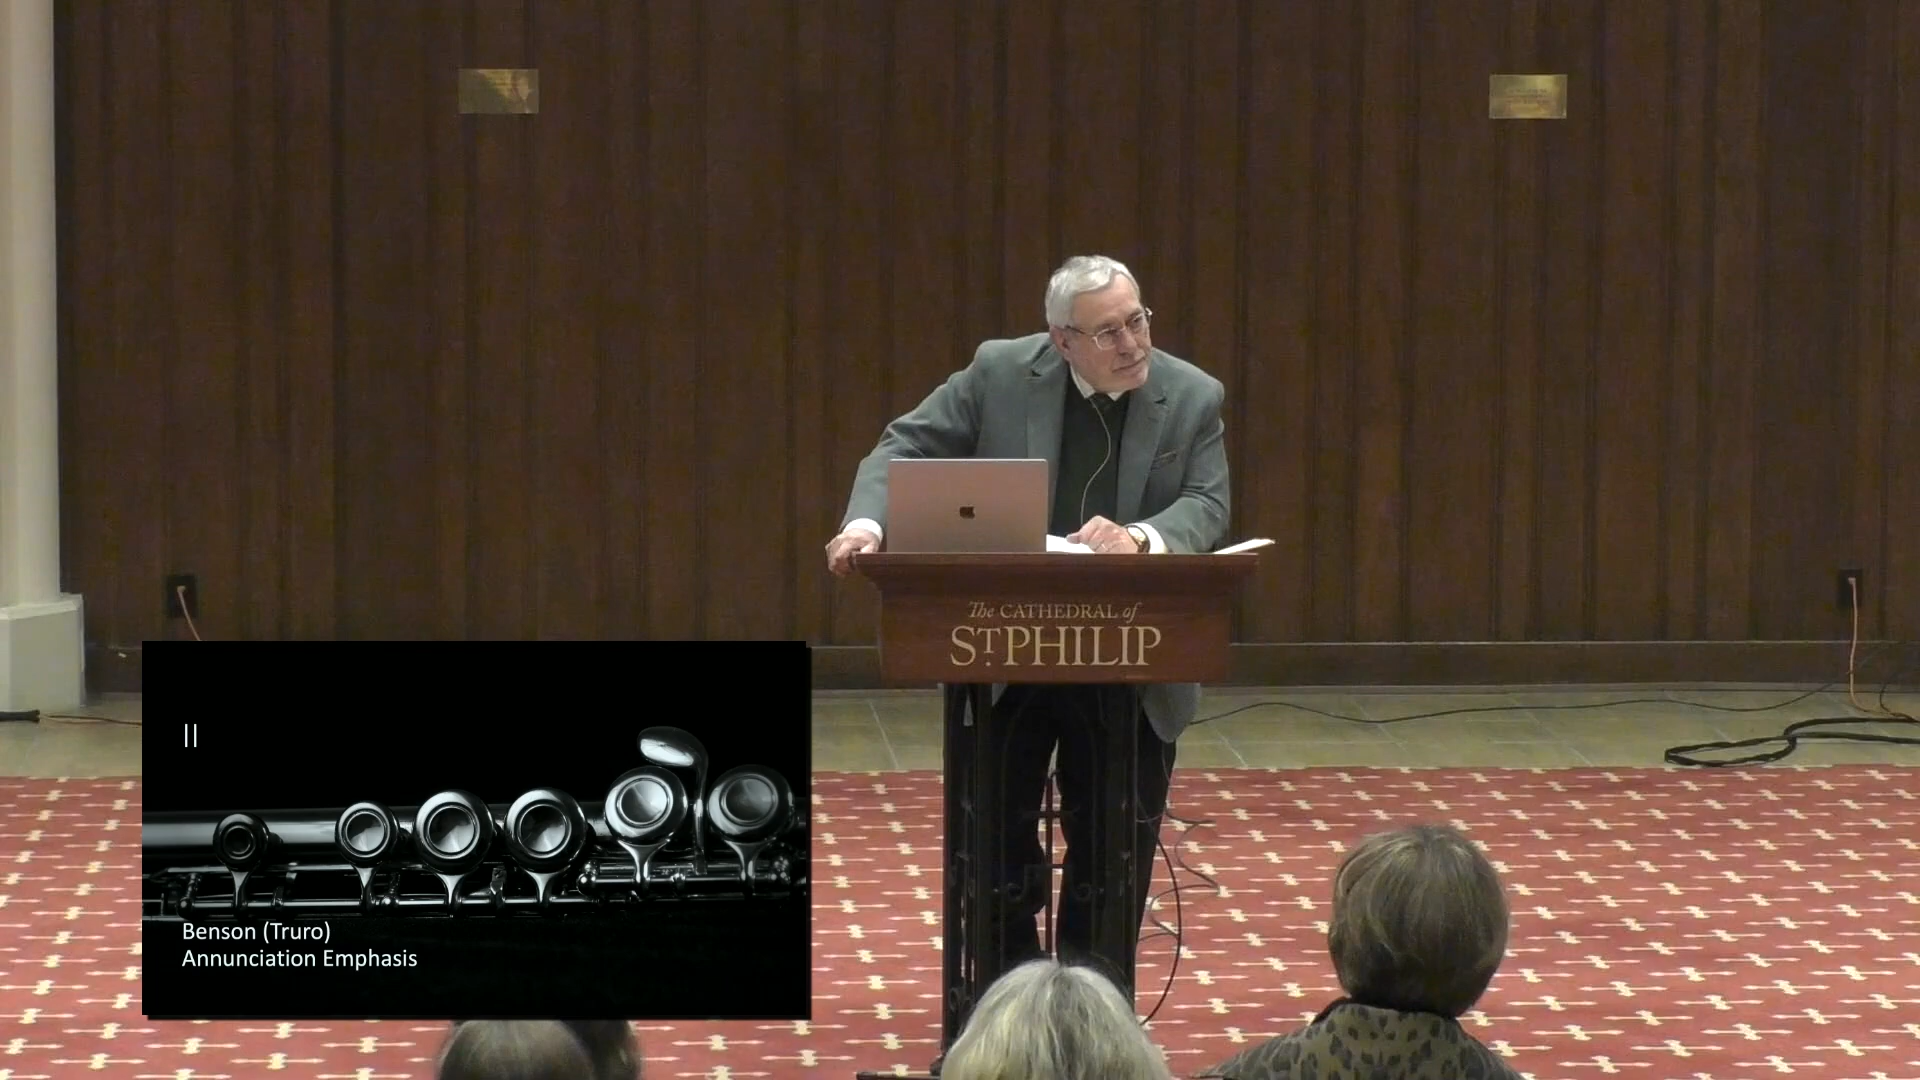 The CATHEDRAL of
ST. PHILIP
II
Benson (Truro)
Annunciation Emphasis